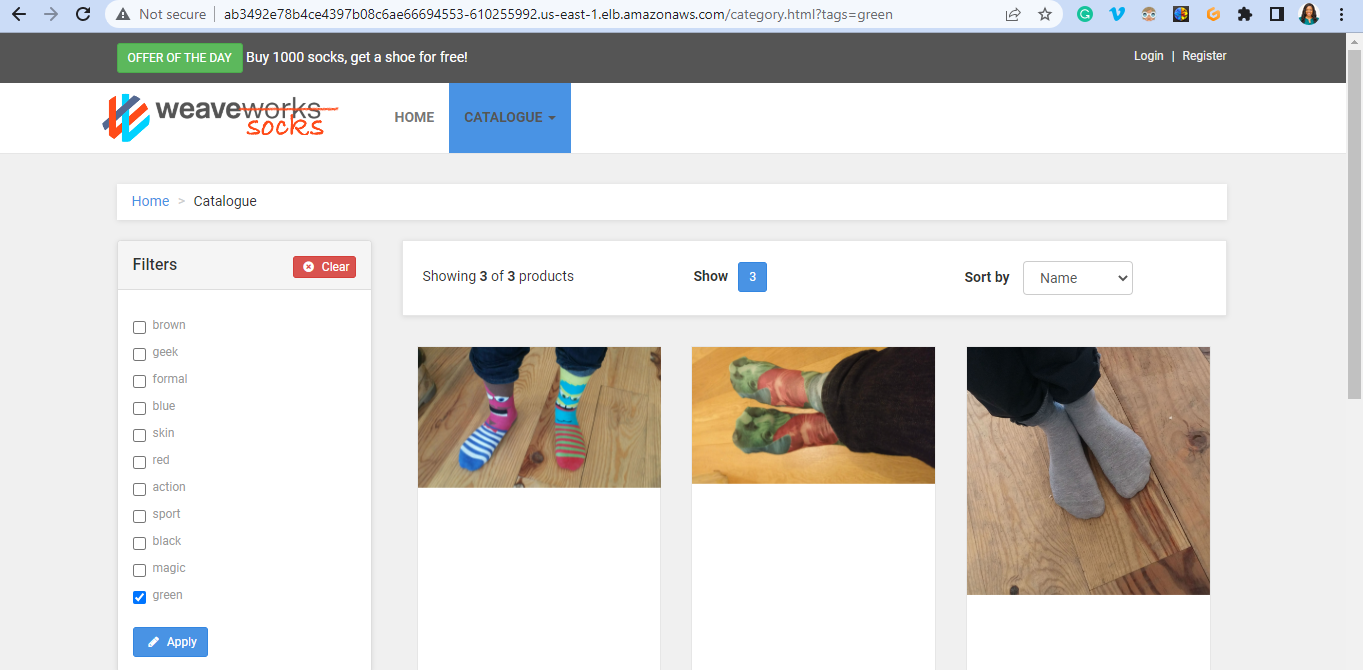 Not secure | ab3492e78b4ce4397b08c6ae66694553-610255992.us-east-1.elb.amazonaws.com/category.html?tags=green
OFFER OF THE DAY Buy 1000 socks, get a shoe for free!
Login | Register
weaveworks
socks
HOME
CATALOGUE
Home > Catalogue
Filters
Clear
brown
geek
formal
blue
skin
red
action
sport
black
magic
green
Apply
Showing 3 of 3 products
Show 3
Sort by Name